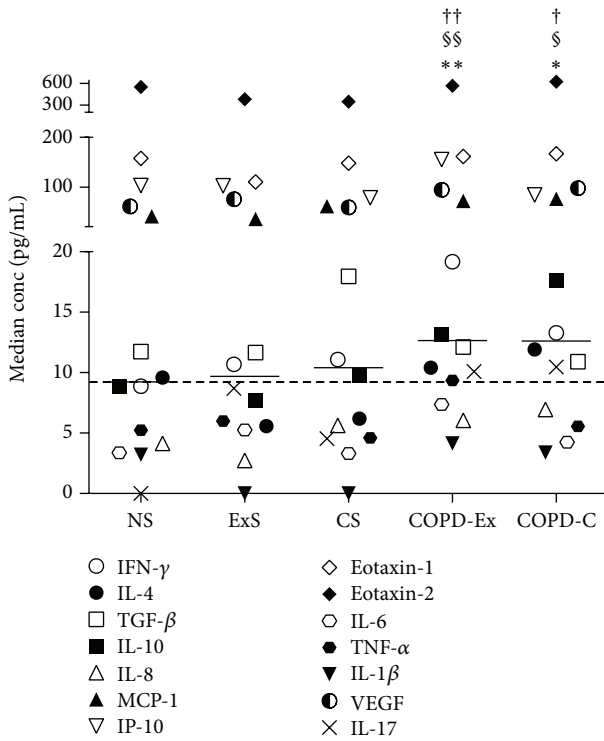 ††
†
§§
§
**
*
600
300
200
100
20
15
10
5
0
Median conc (pg/mL)
NS
ExS
CS
COPD-Ex
COPD-C
IFN-γ
IL-4
TGF-β
IL-10
IL-8
MCP-1
IP-10
Eotaxin-1
Eotaxin-2
IL-6
TNF-α
IL-1β
VEGF
IL-17